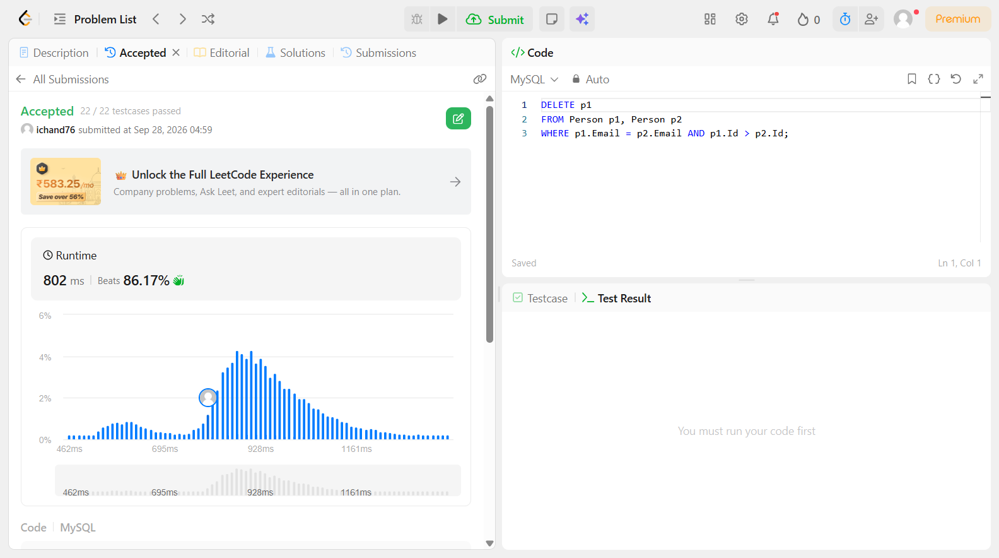 Problem List
Submit
0
Premium
Description
Accepted
Editorial
Solutions
Submissions
All Submissions
Accepted 22 / 22 testcases passed
ichand76 submitted at Sep 28, 2026 04:59
₹583.25/mo
Save over 56%
Unlock the Full LeetCode Experience
Company problems, Ask Leet, and expert editorials — all in one plan.
Runtime
802 ms Beats 86.17%
6%
4%
2%
0%
462ms 695ms 928ms 1161ms
462ms 695ms 928ms 1161ms
Code MySQL
</> Code
MySQL Auto
1 DELETE p1
2 FROM Person p1, Person p2
3 WHERE p1.Email = p2.Email AND p1.Id > p2.Id;
Saved Ln 1, Col 1
Testcase Test Result
You must run your code first